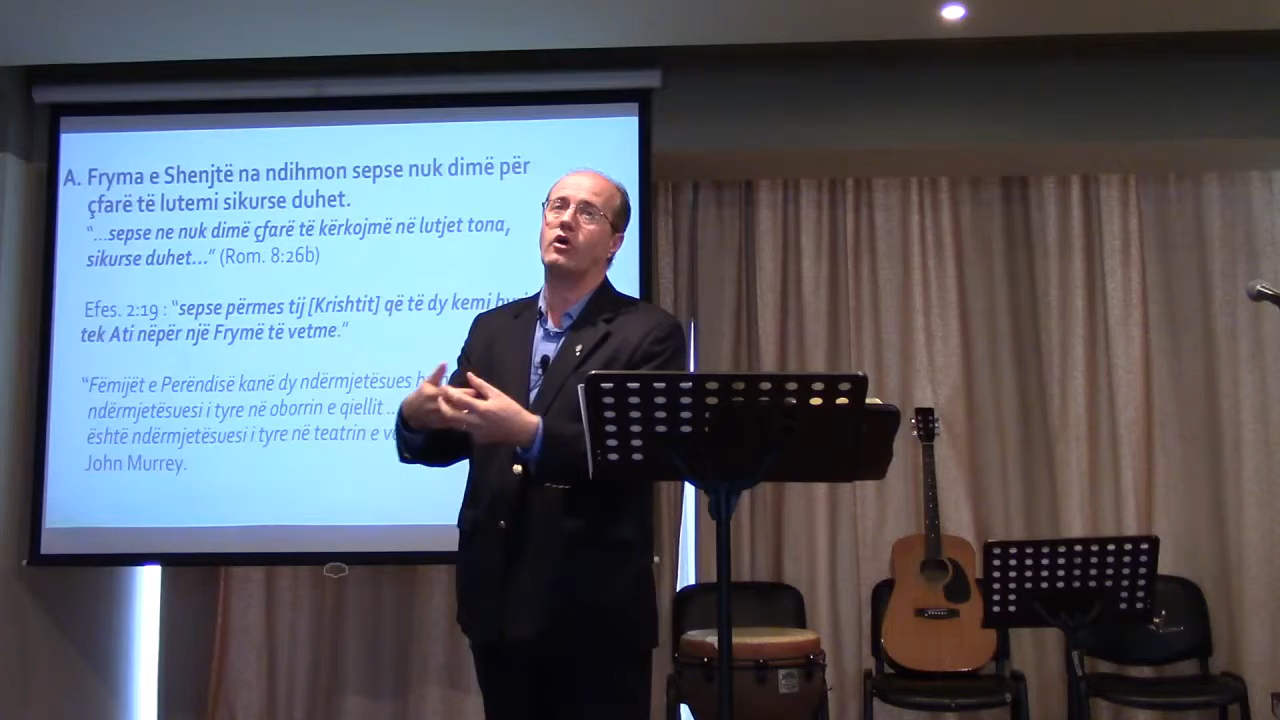 A. Fryma e Shenjtë na ndihmon sepse nuk dimë për
çfarë të lutemi sikurse duhet.
“…sepse ne nuk dimë çfarë të kërkojmë në lutjet tona,
sikurse duhet…” (Rom. 8:26b)
Efes. 2:19 : “sepse përmes tij [Krishtit] që të dy kemi
tek Ati nëpër një Frymë të vetme.”
“Fëmijët e Perëndisë kanë dy ndërmjetësues
ndërmjetësuesi i tyre në oborrin e qiellit …
është ndërmjetësuesi i tyre në teatrin e
John Murrey.